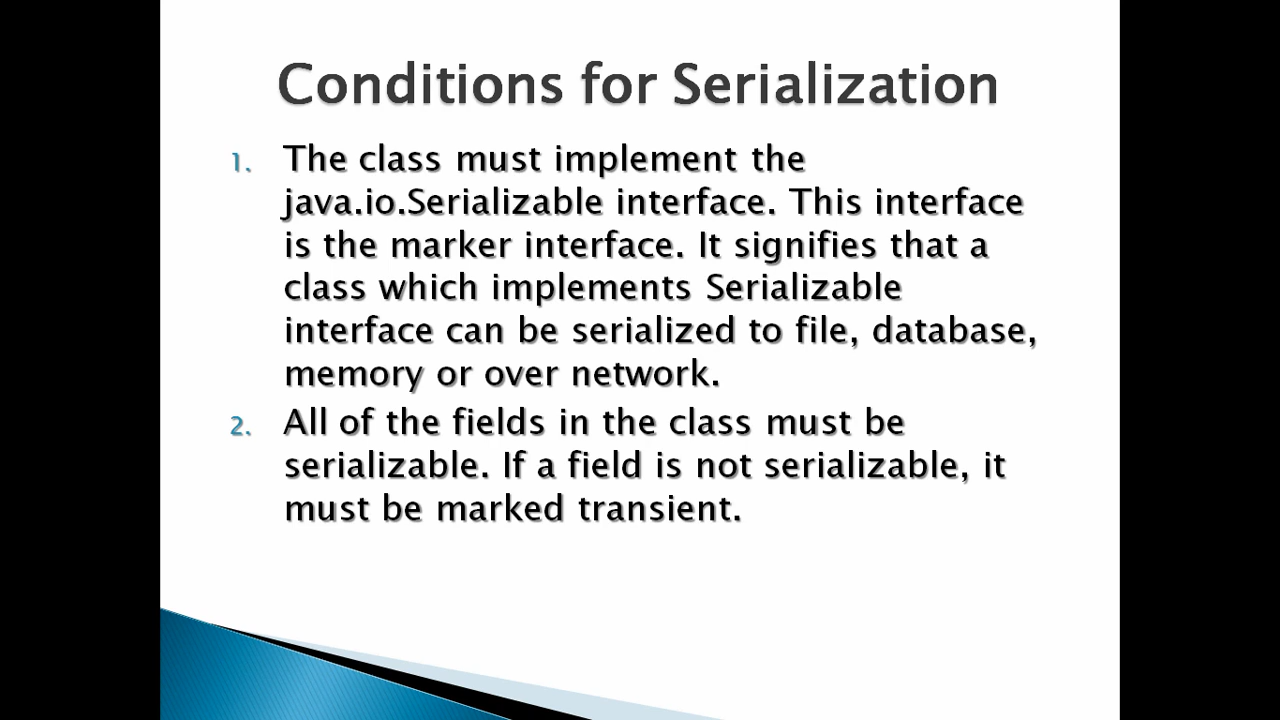 Conditions for Serialization
1. The class must implement the
java.io.Serializable interface. This interface
is the marker interface. It signifies that a
class which implements Serializable
interface can be serialized to file, database,
memory or over network.
2. All of the fields in the class must be
serializable. If a field is not serializable, it
must be marked transient.